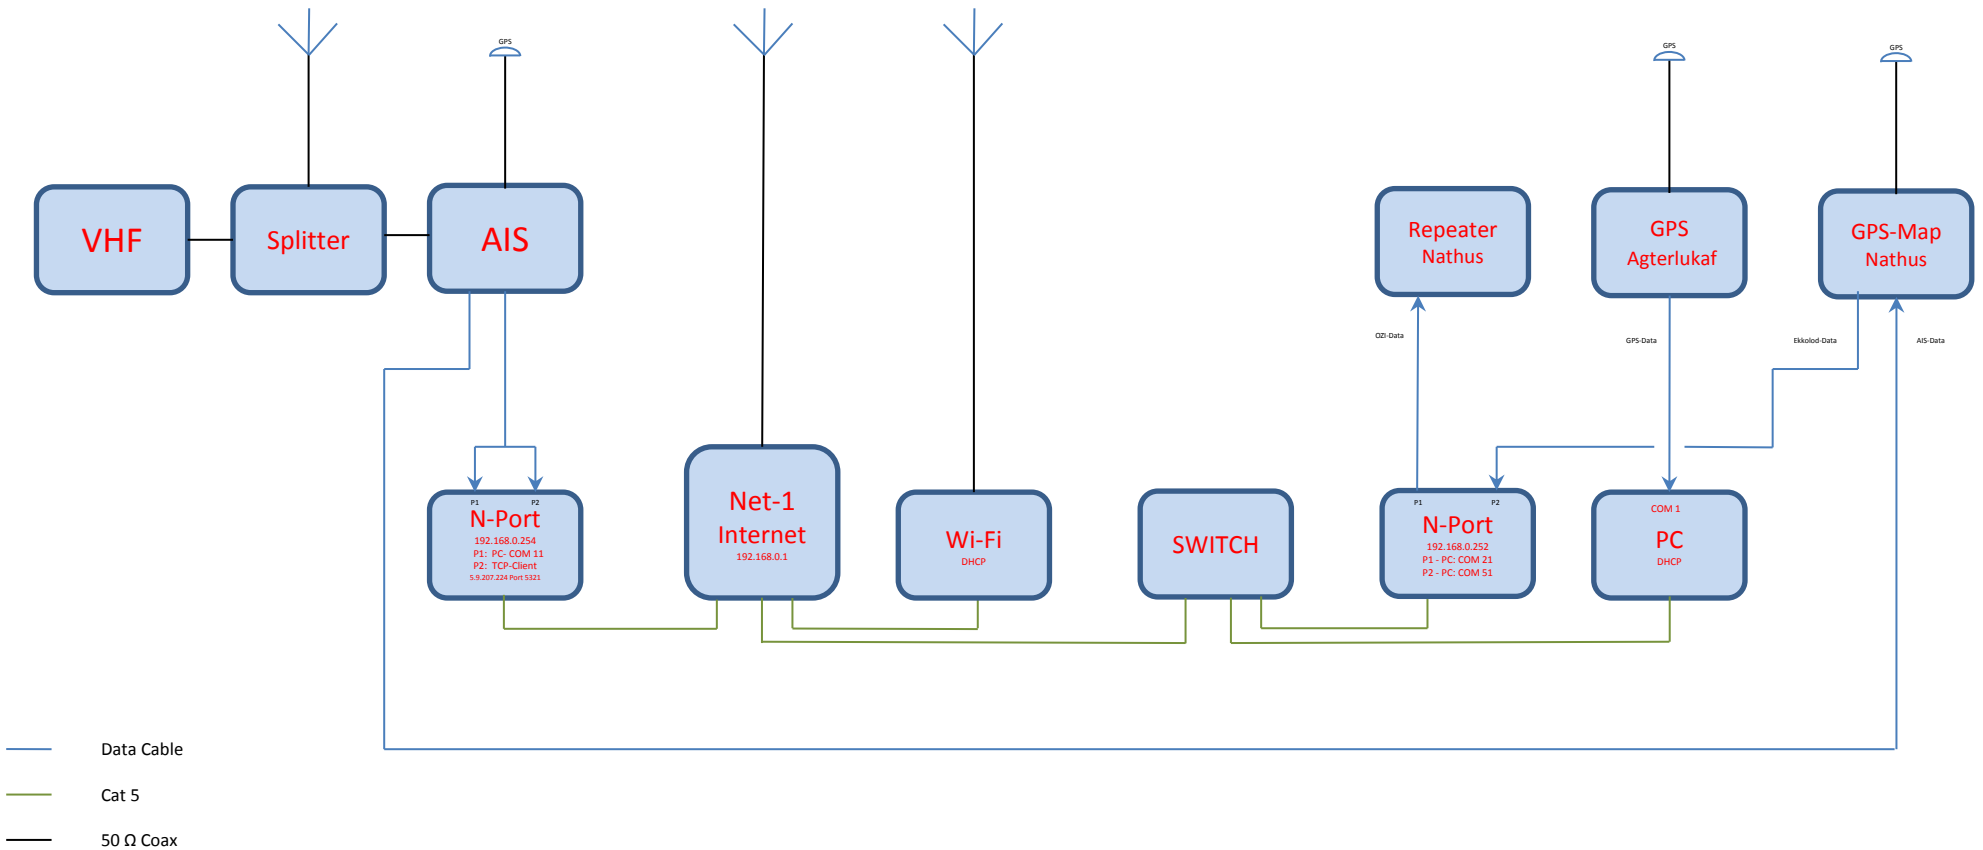 GPS
GPS
GPS
VHF
Splitter
AIS
Repeater
Nathus
GPS
Agterlukaf
GPS-Map
Nathus
OZI-Data
GPS-Data
Ekkolod-Data
AIS-Data
P1
P2
N-Port
192.168.0.254
P1: PC- COM 11
P2: TCP-Client
5.9.207.224 Port 5321
Net-1
Internet
192.168.0.1
Wi-Fi
DHCP
SWITCH
P1
P2
N-Port
192.168.0.252
P1 - PC: COM 21
P2 - PC: COM 51
COM 1
PC
DHCP
Data Cable
Cat 5
50 Ω Coax